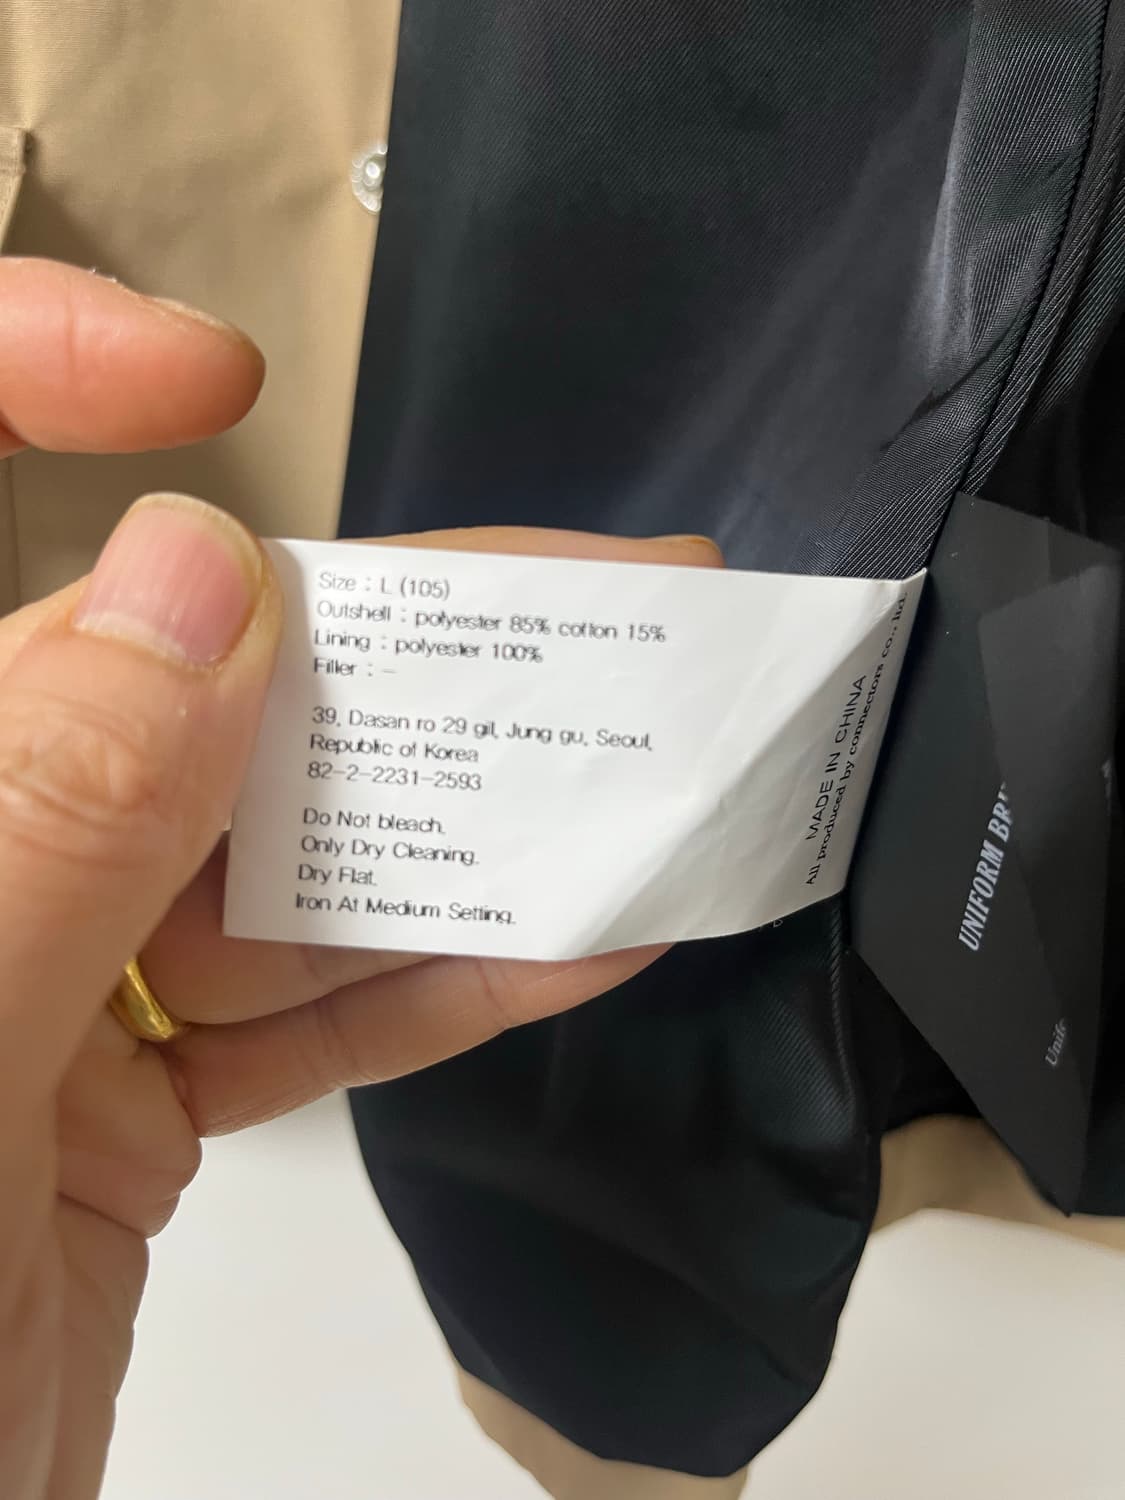 Size : L (105)
Outshell : polyester 85% cotton 15%
Lining : polyester 100%
Filler : –
39, Dasan ro 29 gil, Jung gu, Seoul,
Republic of Korea
82-2-2231-2593
Do Not bleach.
Only Dry Cleaning.
Dry Flat.
Iron At Medium Setting.
MADE IN CHINA
All produced by connectors co., ltd.
UNIFORM